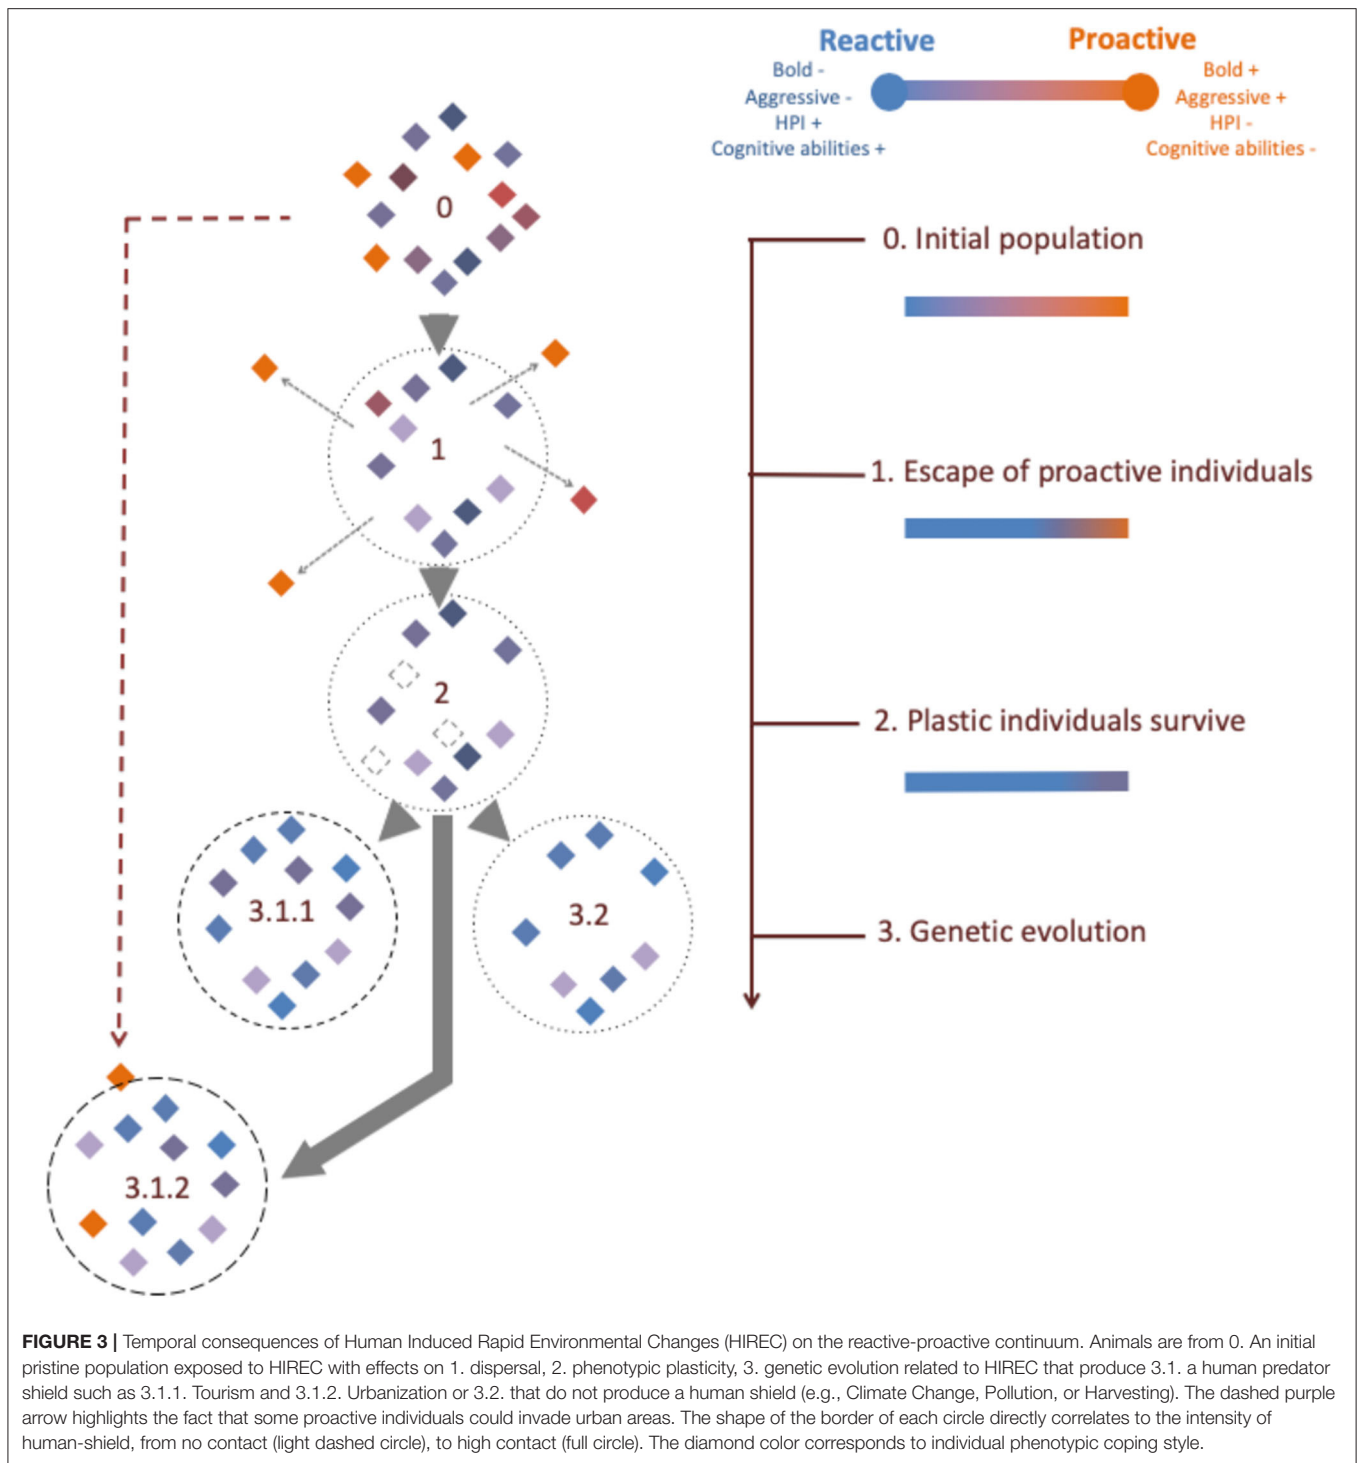 Reactive
Proactive
Bold -
Aggressive -
HPI +
Cognitive abilities +
Bold +
Aggressive +
HPI -
Cognitive abilities -
0
0. Initial population
1
1. Escape of proactive individuals
2
2. Plastic individuals survive
3.1.1
3.2
3. Genetic evolution
3.1.2
FIGURE 3 | Temporal consequences of Human Induced Rapid Environmental Changes (HIREC) on the reactive-proactive continuum. Animals are from 0. An initial
pristine population exposed to HIREC with effects on 1. dispersal, 2. phenotypic plasticity, 3. genetic evolution related to HIREC that produce 3.1. a human predator
shield such as 3.1.1. Tourism and 3.1.2. Urbanization or 3.2. that do not produce a human shield (e.g., Climate Change, Pollution, or Harvesting). The dashed purple
arrow highlights the fact that some proactive individuals could invade urban areas. The shape of the border of each circle directly correlates to the intensity of
human-shield, from no contact (light dashed circle), to high contact (full circle). The diamond color corresponds to individual phenotypic coping style.